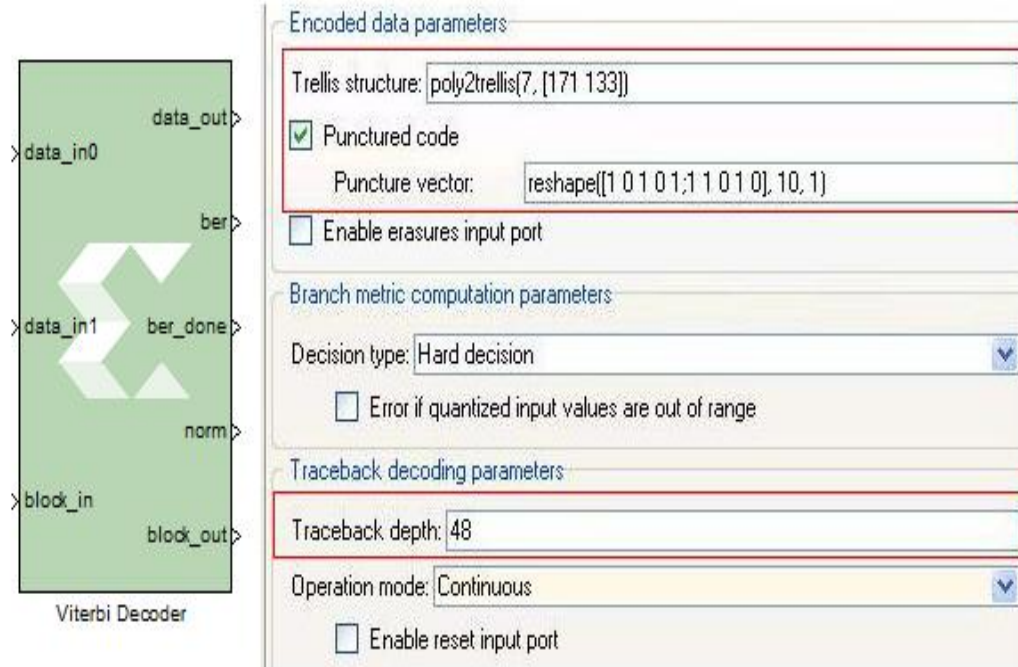 data_in0
data_in1
block_in
data_out
ber
ber_done
norm
block_out
Viterbi Decoder
Encoded data parameters
Trellis structure: poly2trellis(7, [171 133])
Punctured code
Puncture vector: reshape([1 0 1 0 1;1 1 0 1 0], 10, 1)
Enable erasures input port
Branch metric computation parameters
Decision type: Hard decision
Error if quantized input values are out of range
Traceback decoding parameters
Traceback depth: 48
Operation mode: Continuous
Enable reset input port